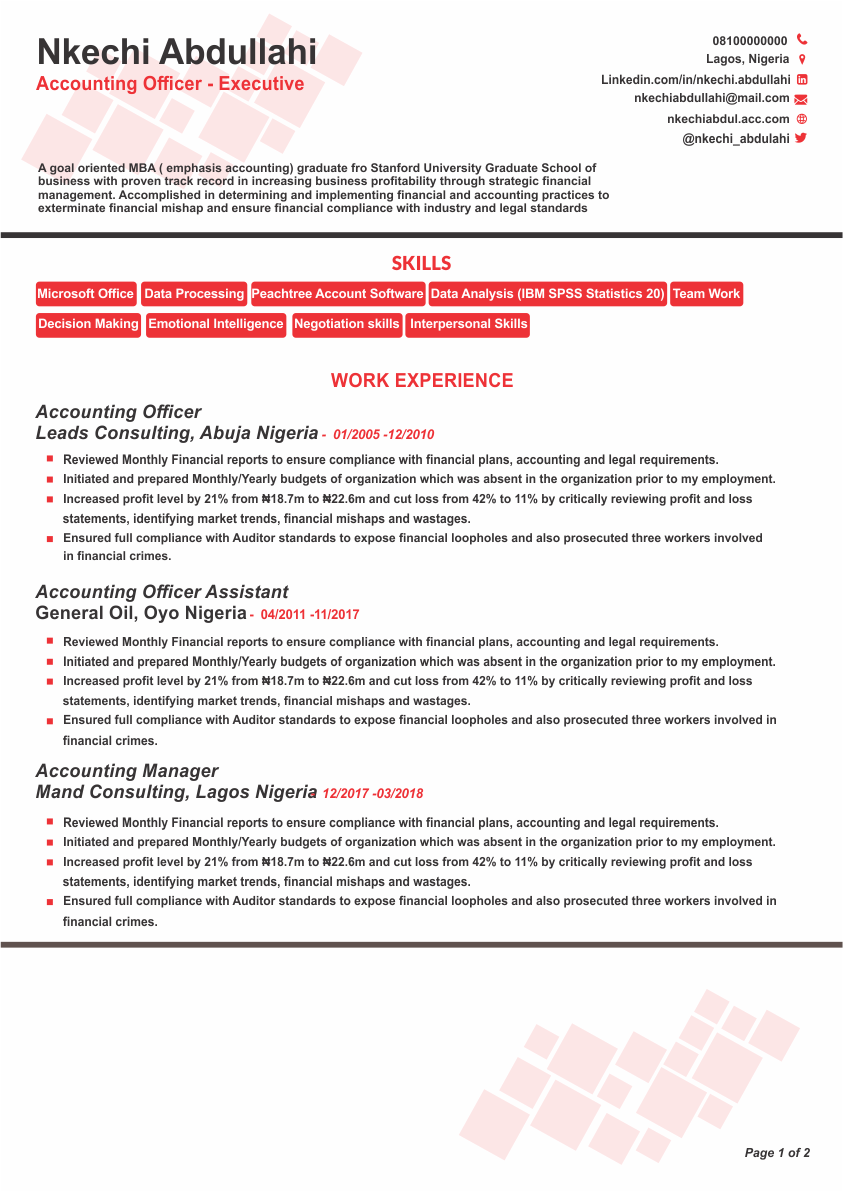 Nkechi Abdullahi
Accounting Officer - Executive
08100000000
Lagos, Nigeria
Linkedin.com/in/nkechi.abdullahi
nkechiabdullahi@mail.com
nkechiabdul.acc.com
@nkechi_abdulahi
A goal oriented MBA ( emphasis accounting) graduate fro Stanford University Graduate School of
business with proven track record in increasing business profitability through strategic financial
management. Accomplished in determining and implementing financial and accounting practices to
exterminate financial mishap and ensure financial compliance with industry and legal standards
SKILLS
Microsoft Office Data Processing Peachtree Account Software Data Analysis (IBM SPSS Statistics 20) Team Work
Decision Making Emotional Intelligence Negotiation skills Interpersonal Skills
WORK EXPERIENCE
Accounting Officer
Leads Consulting, Abuja Nigeria - 01/2005 -12/2010
Reviewed Monthly Financial reports to ensure compliance with financial plans, accounting and legal requirements.
Initiated and prepared Monthly/Yearly budgets of organization which was absent in the organization prior to my employment.
Increased profit level by 21% from ₦18.7m to ₦22.6m and cut loss from 42% to 11% by critically reviewing profit and loss
statements, identifying market trends, financial mishaps and wastages.
Ensured full compliance with Auditor standards to expose financial loopholes and also prosecuted three workers involved
in financial crimes.
Accounting Officer Assistant
General Oil, Oyo Nigeria - 04/2011 -11/2017
Reviewed Monthly Financial reports to ensure compliance with financial plans, accounting and legal requirements.
Initiated and prepared Monthly/Yearly budgets of organization which was absent in the organization prior to my employment.
Increased profit level by 21% from ₦18.7m to ₦22.6m and cut loss from 42% to 11% by critically reviewing profit and loss
statements, identifying market trends, financial mishaps and wastages.
Ensured full compliance with Auditor standards to expose financial loopholes and also prosecuted three workers involved in
financial crimes.
Accounting Manager
Mand Consulting, Lagos Nigeria - 12/2017 -03/2018
Reviewed Monthly Financial reports to ensure compliance with financial plans, accounting and legal requirements.
Initiated and prepared Monthly/Yearly budgets of organization which was absent in the organization prior to my employment.
Increased profit level by 21% from ₦18.7m to ₦22.6m and cut loss from 42% to 11% by critically reviewing profit and loss
statements, identifying market trends, financial mishaps and wastages.
Ensured full compliance with Auditor standards to expose financial loopholes and also prosecuted three workers involved in
financial crimes.
Page 1 of 2